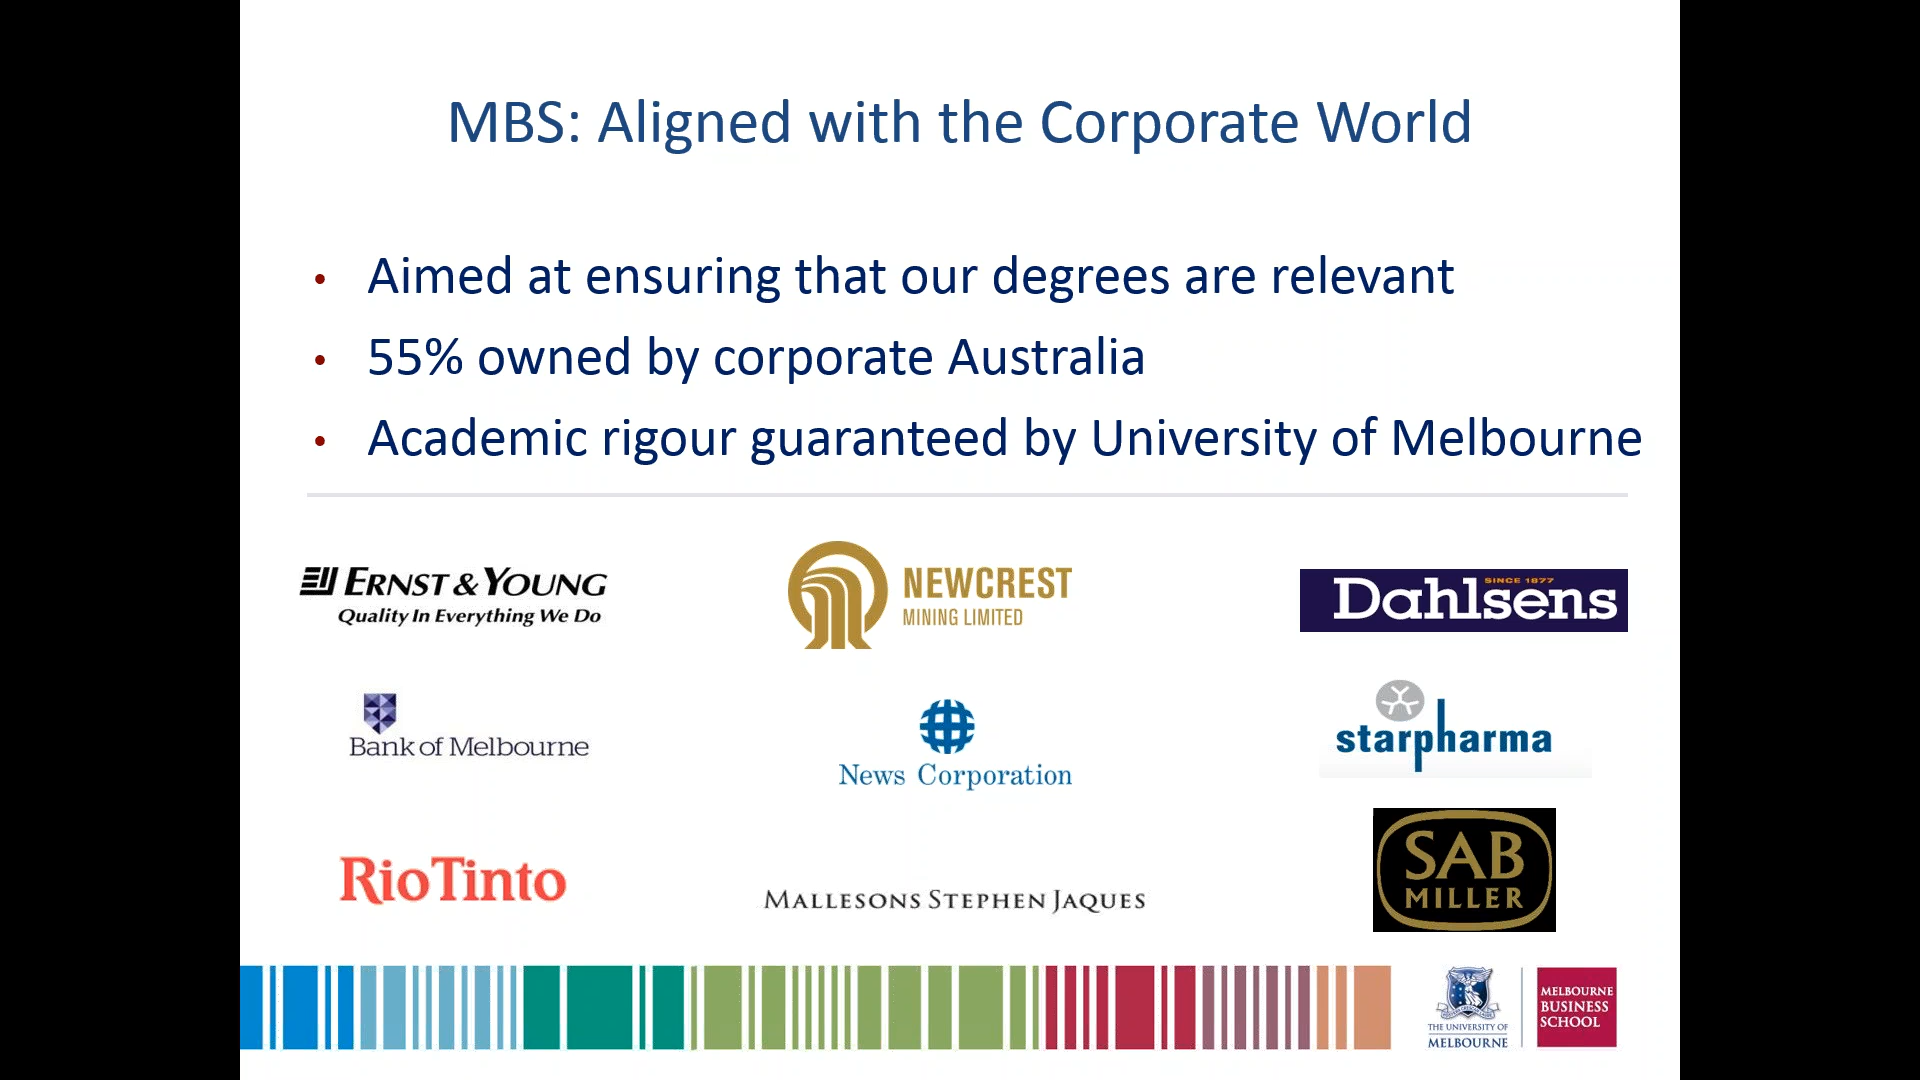 MBS: Aligned with the Corporate World
• Aimed at ensuring that our degrees are relevant
• 55% owned by corporate Australia
• Academic rigour guaranteed by University of Melbourne
ERNST & YOUNG
Quality In Everything We Do
NEWCREST
MINING LIMITED
SINCE 1877
Dahlsens
Bank of Melbourne
News Corporation
starpharma
RioTinto
MALLESONS STEPHEN JAQUES
SAB
MILLER
THE UNIVERSITY OF
MELBOURNE
MELBOURNE
BUSINESS
SCHOOL